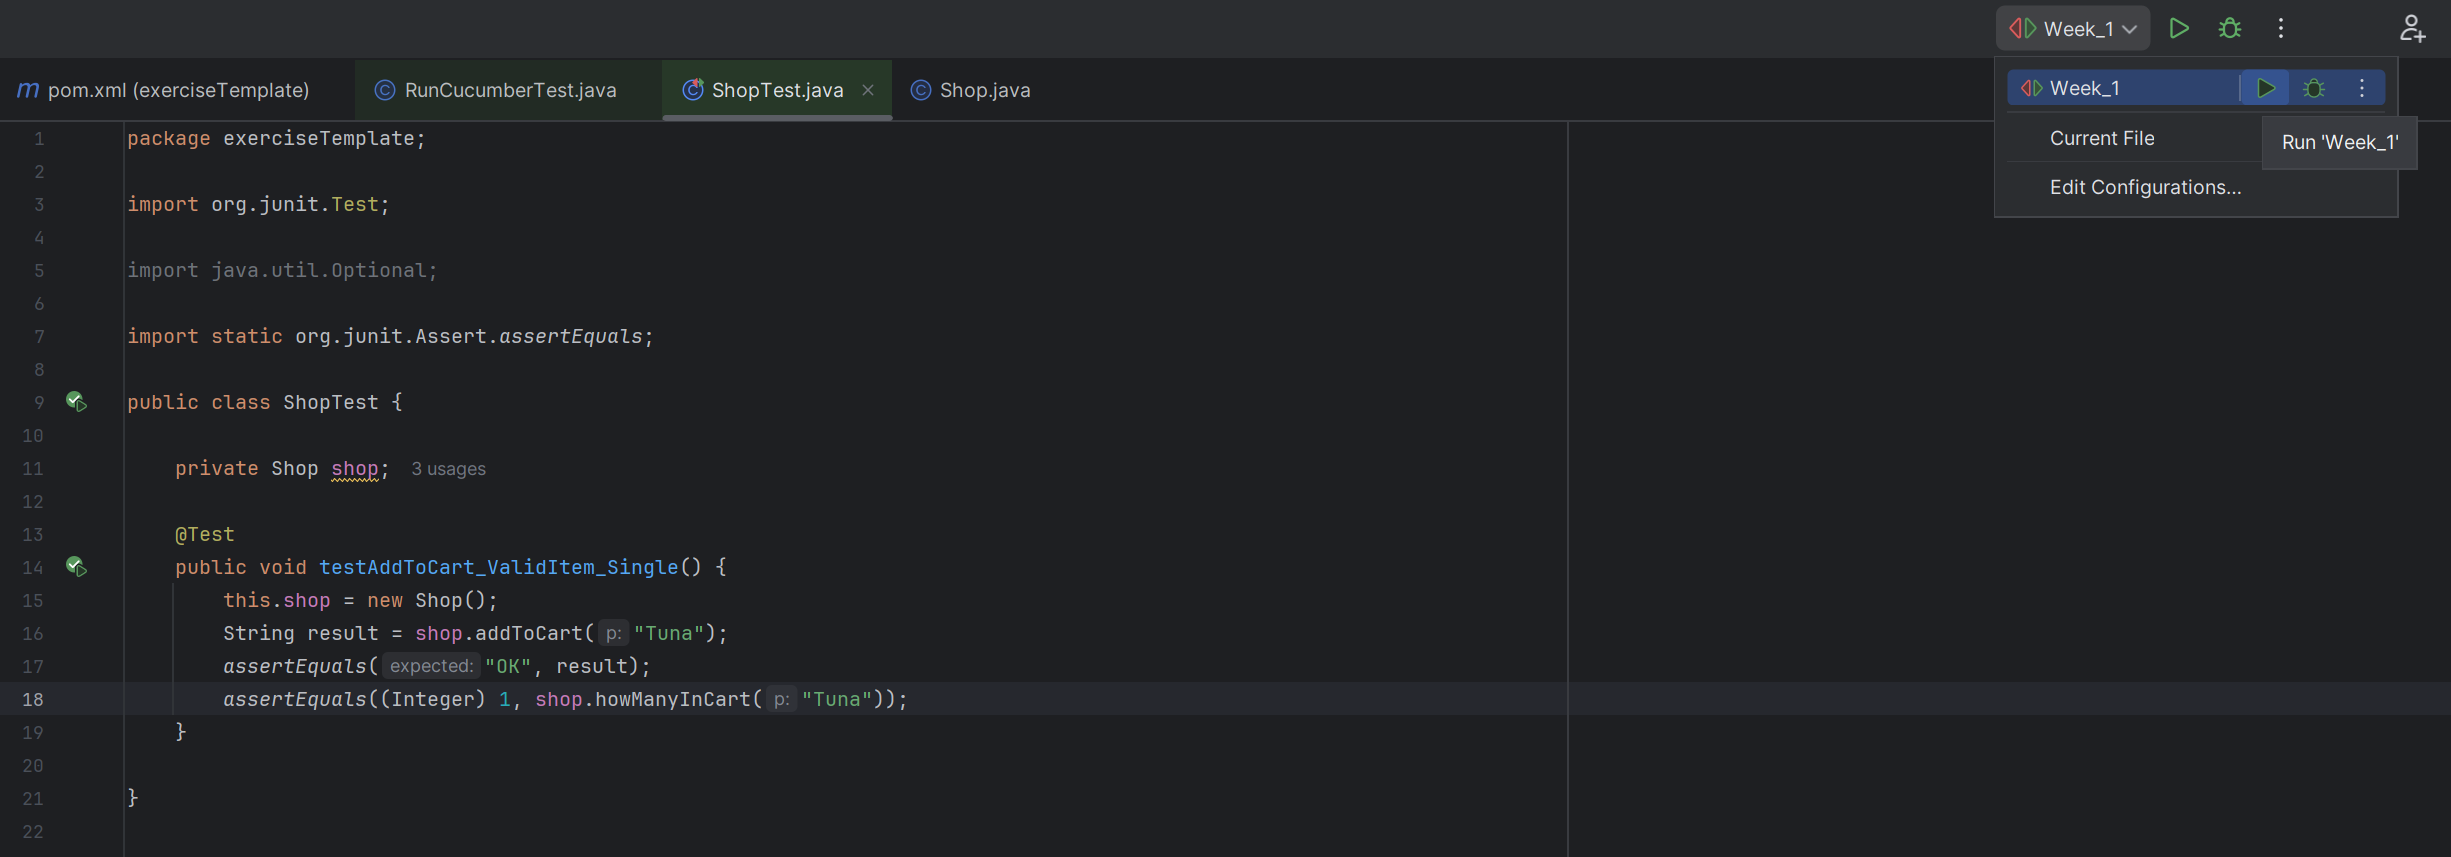 Week_1
m pom.xml (exerciseTemplate) RunCucumberTest.java ShopTest.java Shop.java
Week_1
Current File
Run 'Week_1'
Edit Configurations...
1 package exerciseTemplate;
2
3 import org.junit.Test;
4
5 import java.util.Optional;
6
7 import static org.junit.Assert.assertEquals;
8
9 public class ShopTest {
10
11 private Shop shop; 3 usages
12
13 @Test
14 public void testAddToCart_ValidItem_Single() {
15 this.shop = new Shop();
16 String result = shop.addToCart( p: "Tuna");
17 assertEquals( expected: "OK", result);
18 assertEquals((Integer) 1, shop.howManyInCart( p: "Tuna"));
19 }
20
21 }
22